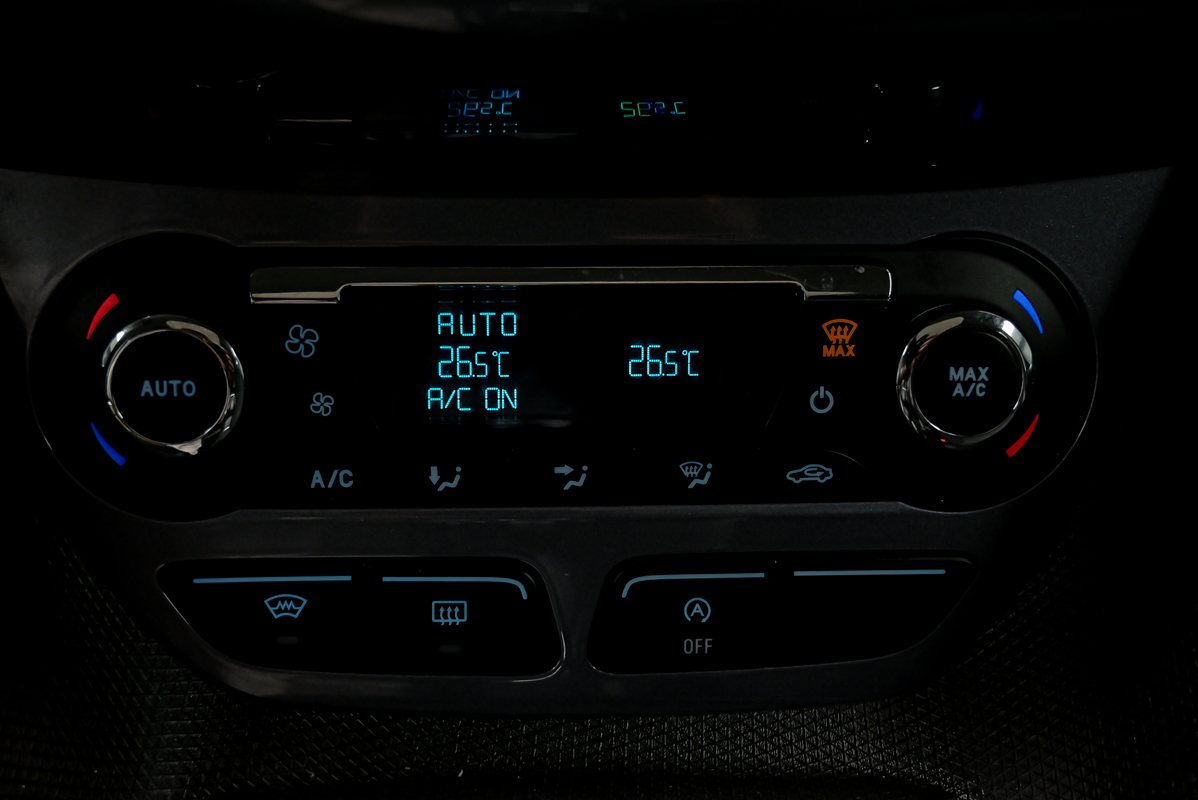 AUTO
26.5°C
A/C ON
26.5°C
MAX
AUTO
MAX
A/C
A/C
A
OFF